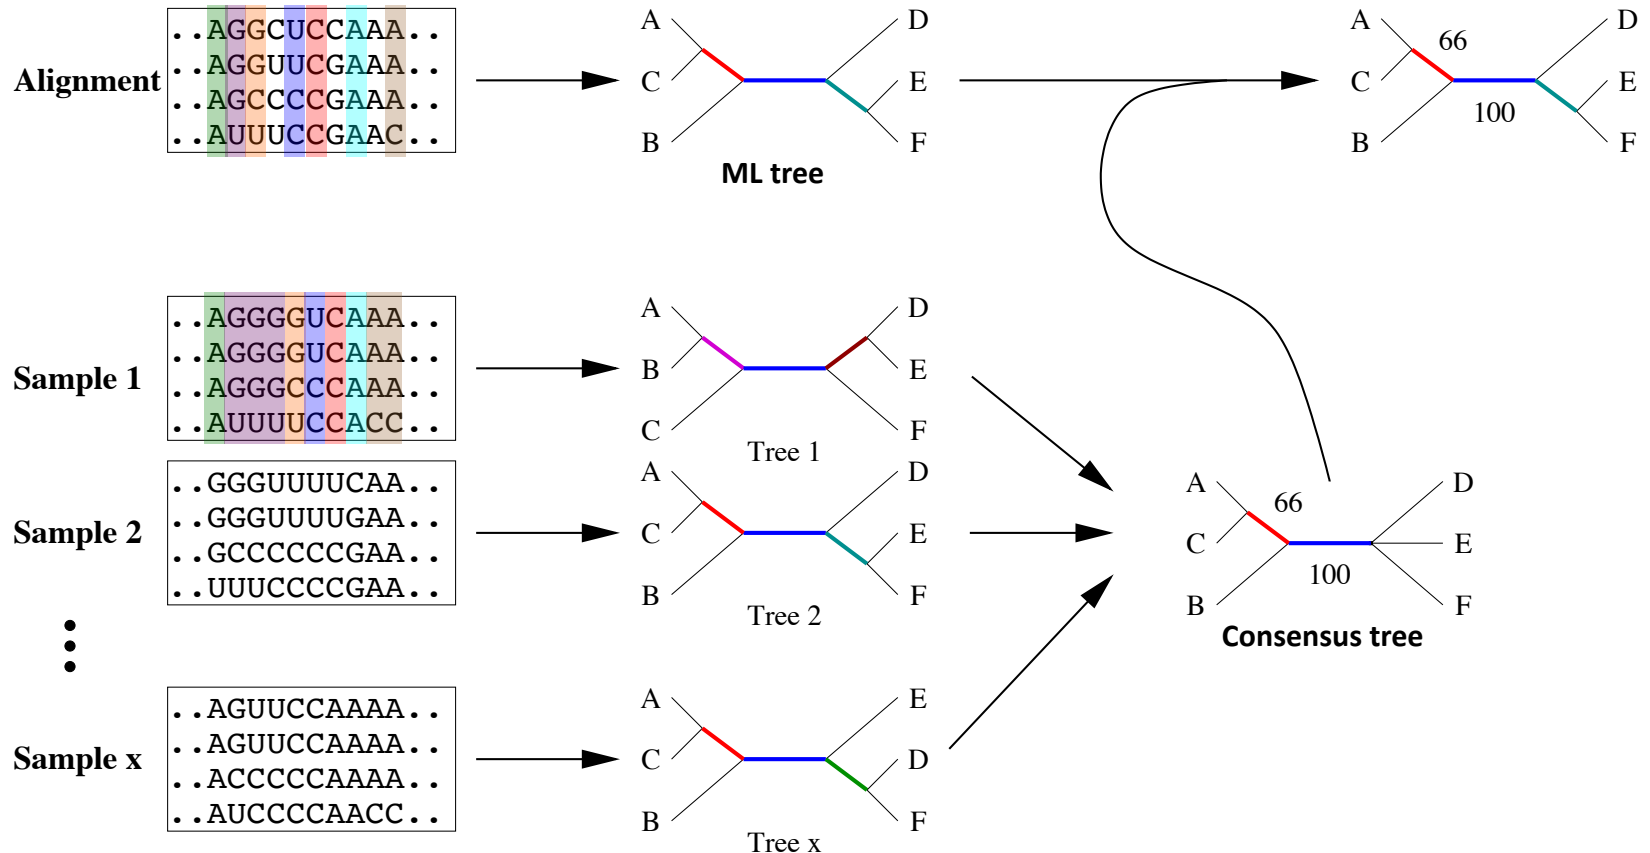 Alignment
..AGGCUCCAAA..
..AGGUUCGAAA..
..AGCCCCGAAA..
..AUUUCCGAAC..
A
C
B
D
E
F
ML tree
A
C
B
66
100
D
E
F
Sample 1
..AGGGGUCAAA..
..AGGGGUCAAA..
..AGGGCCCAAA..
..AUUUUCCACC..
A
B
C
D
E
F
Tree 1
Sample 2
..GGGUUUUCAA..
..GGGUUUUGAA..
..GCCCCCCGAA..
..UUUCCCCGAA..
A
C
B
D
E
F
Tree 2
A
C
B
66
100
D
E
F
Consensus tree
Sample x
..AGUUCCAAAA..
..AGUUCCAAAA..
..ACCCCCAAAA..
..AUCCCCAACC..
A
C
B
E
D
F
Tree x